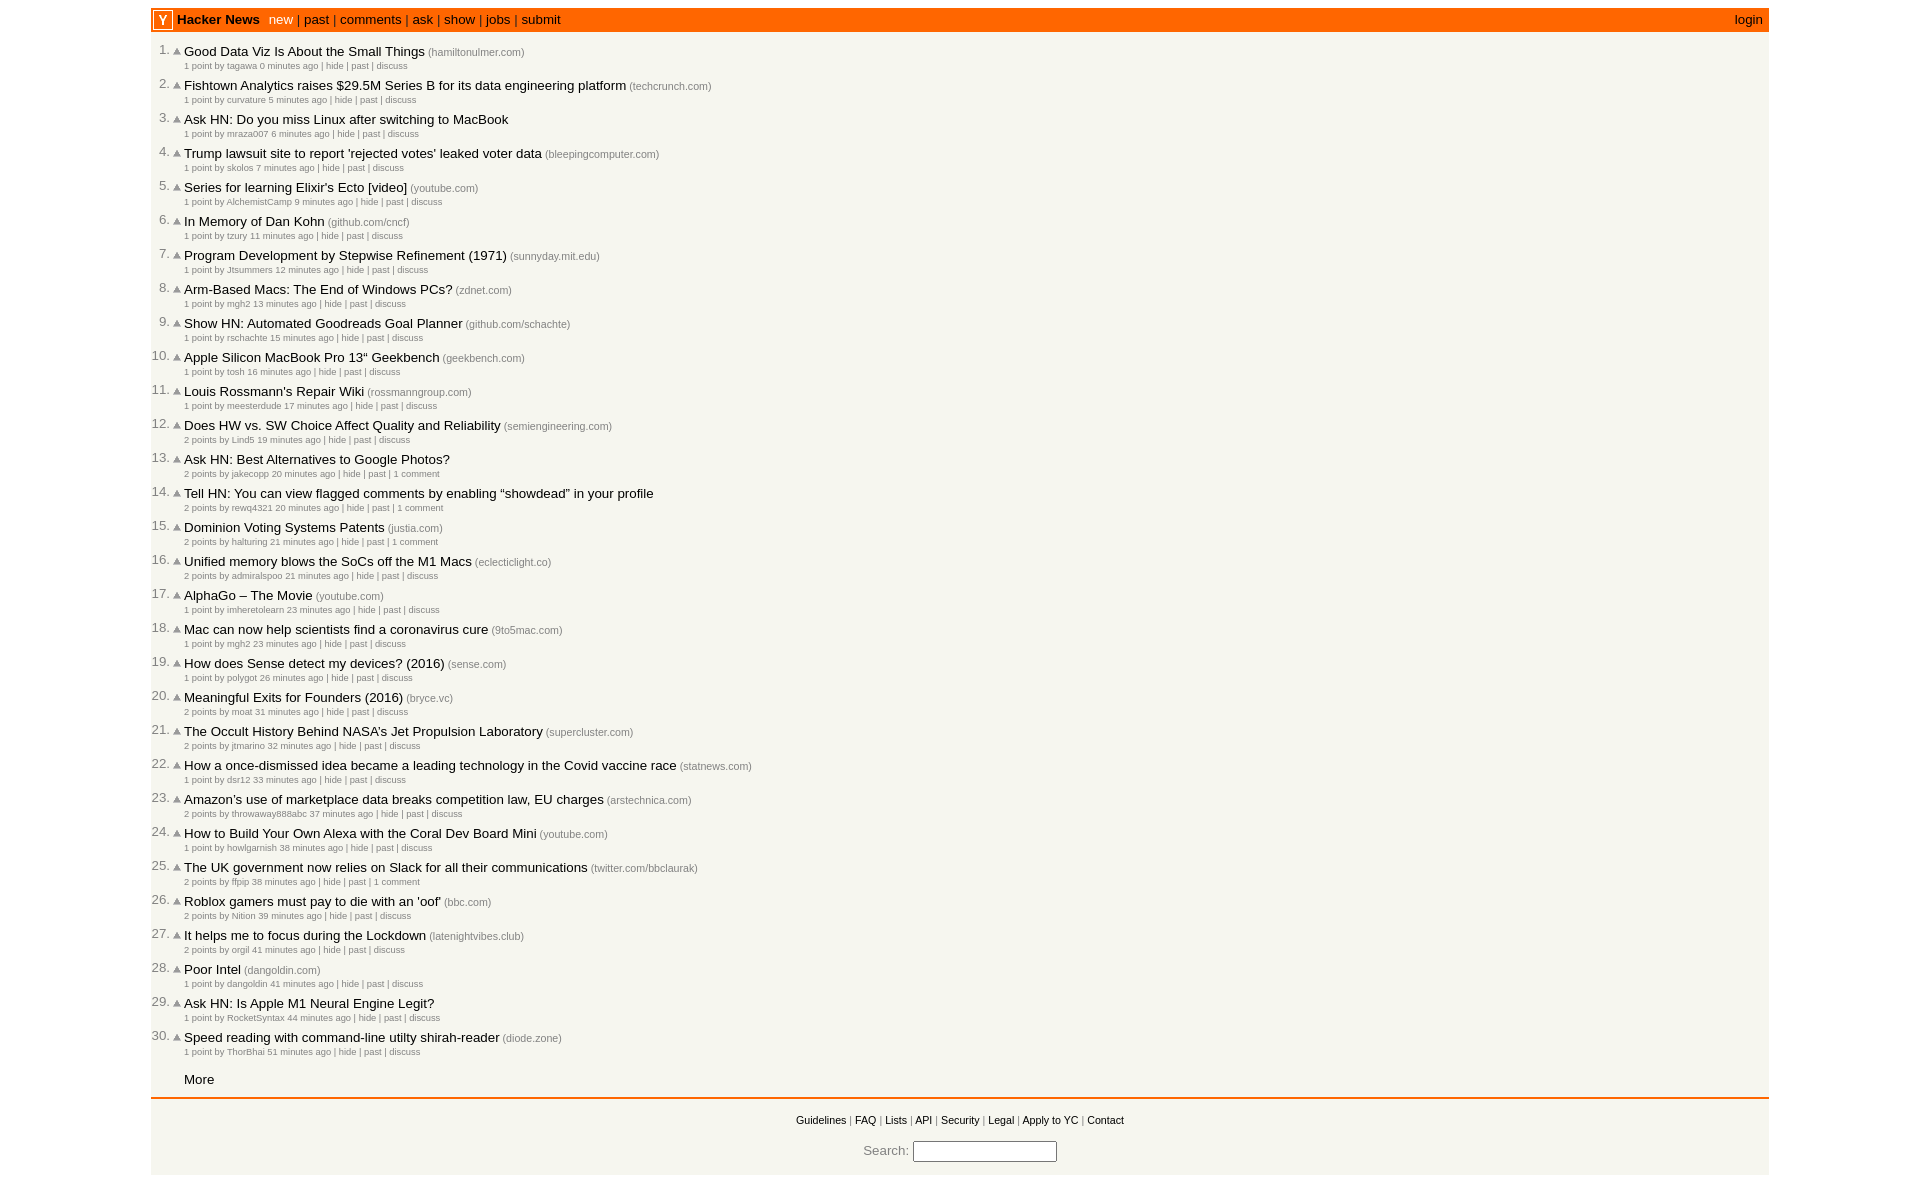 Y Hacker News new | past | comments | ask | show | jobs | submit login
1. Good Data Viz Is About the Small Things (hamiltonulmer.com)
1 point by tagawa 0 minutes ago | hide | past | discuss
2. Fishtown Analytics raises $29.5M Series B for its data engineering platform (techcrunch.com)
1 point by curvature 5 minutes ago | hide | past | discuss
3. Ask HN: Do you miss Linux after switching to MacBook
1 point by mraza007 6 minutes ago | hide | past | discuss
4. Trump lawsuit site to report 'rejected votes' leaked voter data (bleepingcomputer.com)
1 point by skolos 7 minutes ago | hide | past | discuss
5. Series for learning Elixir's Ecto [video] (youtube.com)
1 point by AlchemistCamp 9 minutes ago | hide | past | discuss
6. In Memory of Dan Kohn (github.com/cncf)
1 point by tzury 11 minutes ago | hide | past | discuss
7. Program Development by Stepwise Refinement (1971) (sunnyday.mit.edu)
1 point by Jtsummers 12 minutes ago | hide | past | discuss
8. Arm-Based Macs: The End of Windows PCs? (zdnet.com)
1 point by mgh2 13 minutes ago | hide | past | discuss
9. Show HN: Automated Goodreads Goal Planner (github.com/schachte)
1 point by rschachte 15 minutes ago | hide | past | discuss
10. Apple Silicon MacBook Pro 13“ Geekbench (geekbench.com)
1 point by tosh 16 minutes ago | hide | past | discuss
11. Louis Rossmann's Repair Wiki (rossmanngroup.com)
1 point by meesterdude 17 minutes ago | hide | past | discuss
12. Does HW vs. SW Choice Affect Quality and Reliability (semiengineering.com)
2 points by Lind5 19 minutes ago | hide | past | discuss
13. Ask HN: Best Alternatives to Google Photos?
2 points by jakecopp 20 minutes ago | hide | past | 1 comment
14. Tell HN: You can view flagged comments by enabling “showdead” in your profile
2 points by rewq4321 20 minutes ago | hide | past | 1 comment
15. Dominion Voting Systems Patents (justia.com)
2 points by halturing 21 minutes ago | hide | past | 1 comment
16. Unified memory blows the SoCs off the M1 Macs (eclecticlight.co)
2 points by admiralspoo 21 minutes ago | hide | past | discuss
17. AlphaGo – The Movie (youtube.com)
1 point by imheretolearn 23 minutes ago | hide | past | discuss
18. Mac can now help scientists find a coronavirus cure (9to5mac.com)
1 point by mgh2 23 minutes ago | hide | past | discuss
19. How does Sense detect my devices? (2016) (sense.com)
1 point by polygot 26 minutes ago | hide | past | discuss
20. Meaningful Exits for Founders (2016) (bryce.vc)
2 points by moat 31 minutes ago | hide | past | discuss
21. The Occult History Behind NASA’s Jet Propulsion Laboratory (supercluster.com)
2 points by jtmarino 32 minutes ago | hide | past | discuss
22. How a once-dismissed idea became a leading technology in the Covid vaccine race (statnews.com)
1 point by dsr12 33 minutes ago | hide | past | discuss
23. Amazon’s use of marketplace data breaks competition law, EU charges (arstechnica.com)
2 points by throwaway888abc 37 minutes ago | hide | past | discuss
24. How to Build Your Own Alexa with the Coral Dev Board Mini (youtube.com)
1 point by howlgarnish 38 minutes ago | hide | past | discuss
25. The UK government now relies on Slack for all their communications (twitter.com/bbclaurak)
2 points by ffpip 38 minutes ago | hide | past | 1 comment
26. Roblox gamers must pay to die with an 'oof' (bbc.com)
2 points by Nition 39 minutes ago | hide | past | discuss
27. It helps me to focus during the Lockdown (latenightvibes.club)
2 points by orgil 41 minutes ago | hide | past | discuss
28. Poor Intel (dangoldin.com)
1 point by dangoldin 41 minutes ago | hide | past | discuss
29. Ask HN: Is Apple M1 Neural Engine Legit?
1 point by RocketSyntax 44 minutes ago | hide | past | discuss
30. Speed reading with command-line utilty shirah-reader (diode.zone)
1 point by ThorBhai 51 minutes ago | hide | past | discuss
More
Guidelines | FAQ | Lists | API | Security | Legal | Apply to YC | Contact
Search: